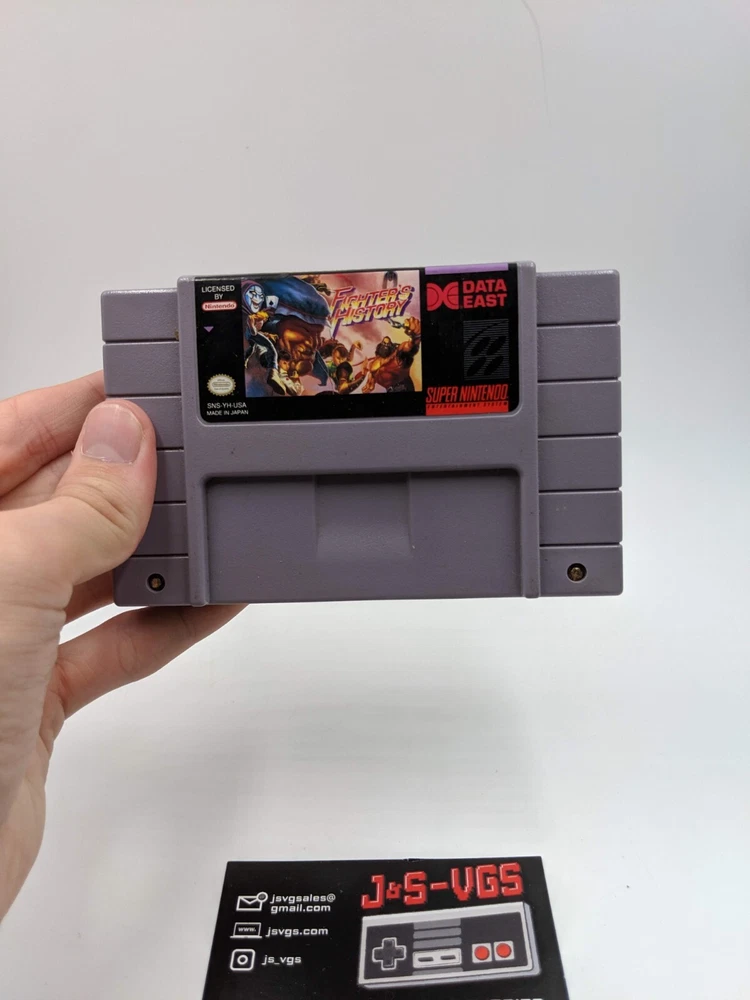 LICENSED
BY
Nintendo
FIGHTER'S
HISTORY
DATA
EAST
SNS-YH-USA
MADE IN JAPAN
SUPER NINTENDO
ENTERTAINMENT SYSTEM
J&S-VGS
jsvgsales@
gmail.com
www.
jsvgs.com
js_vgs